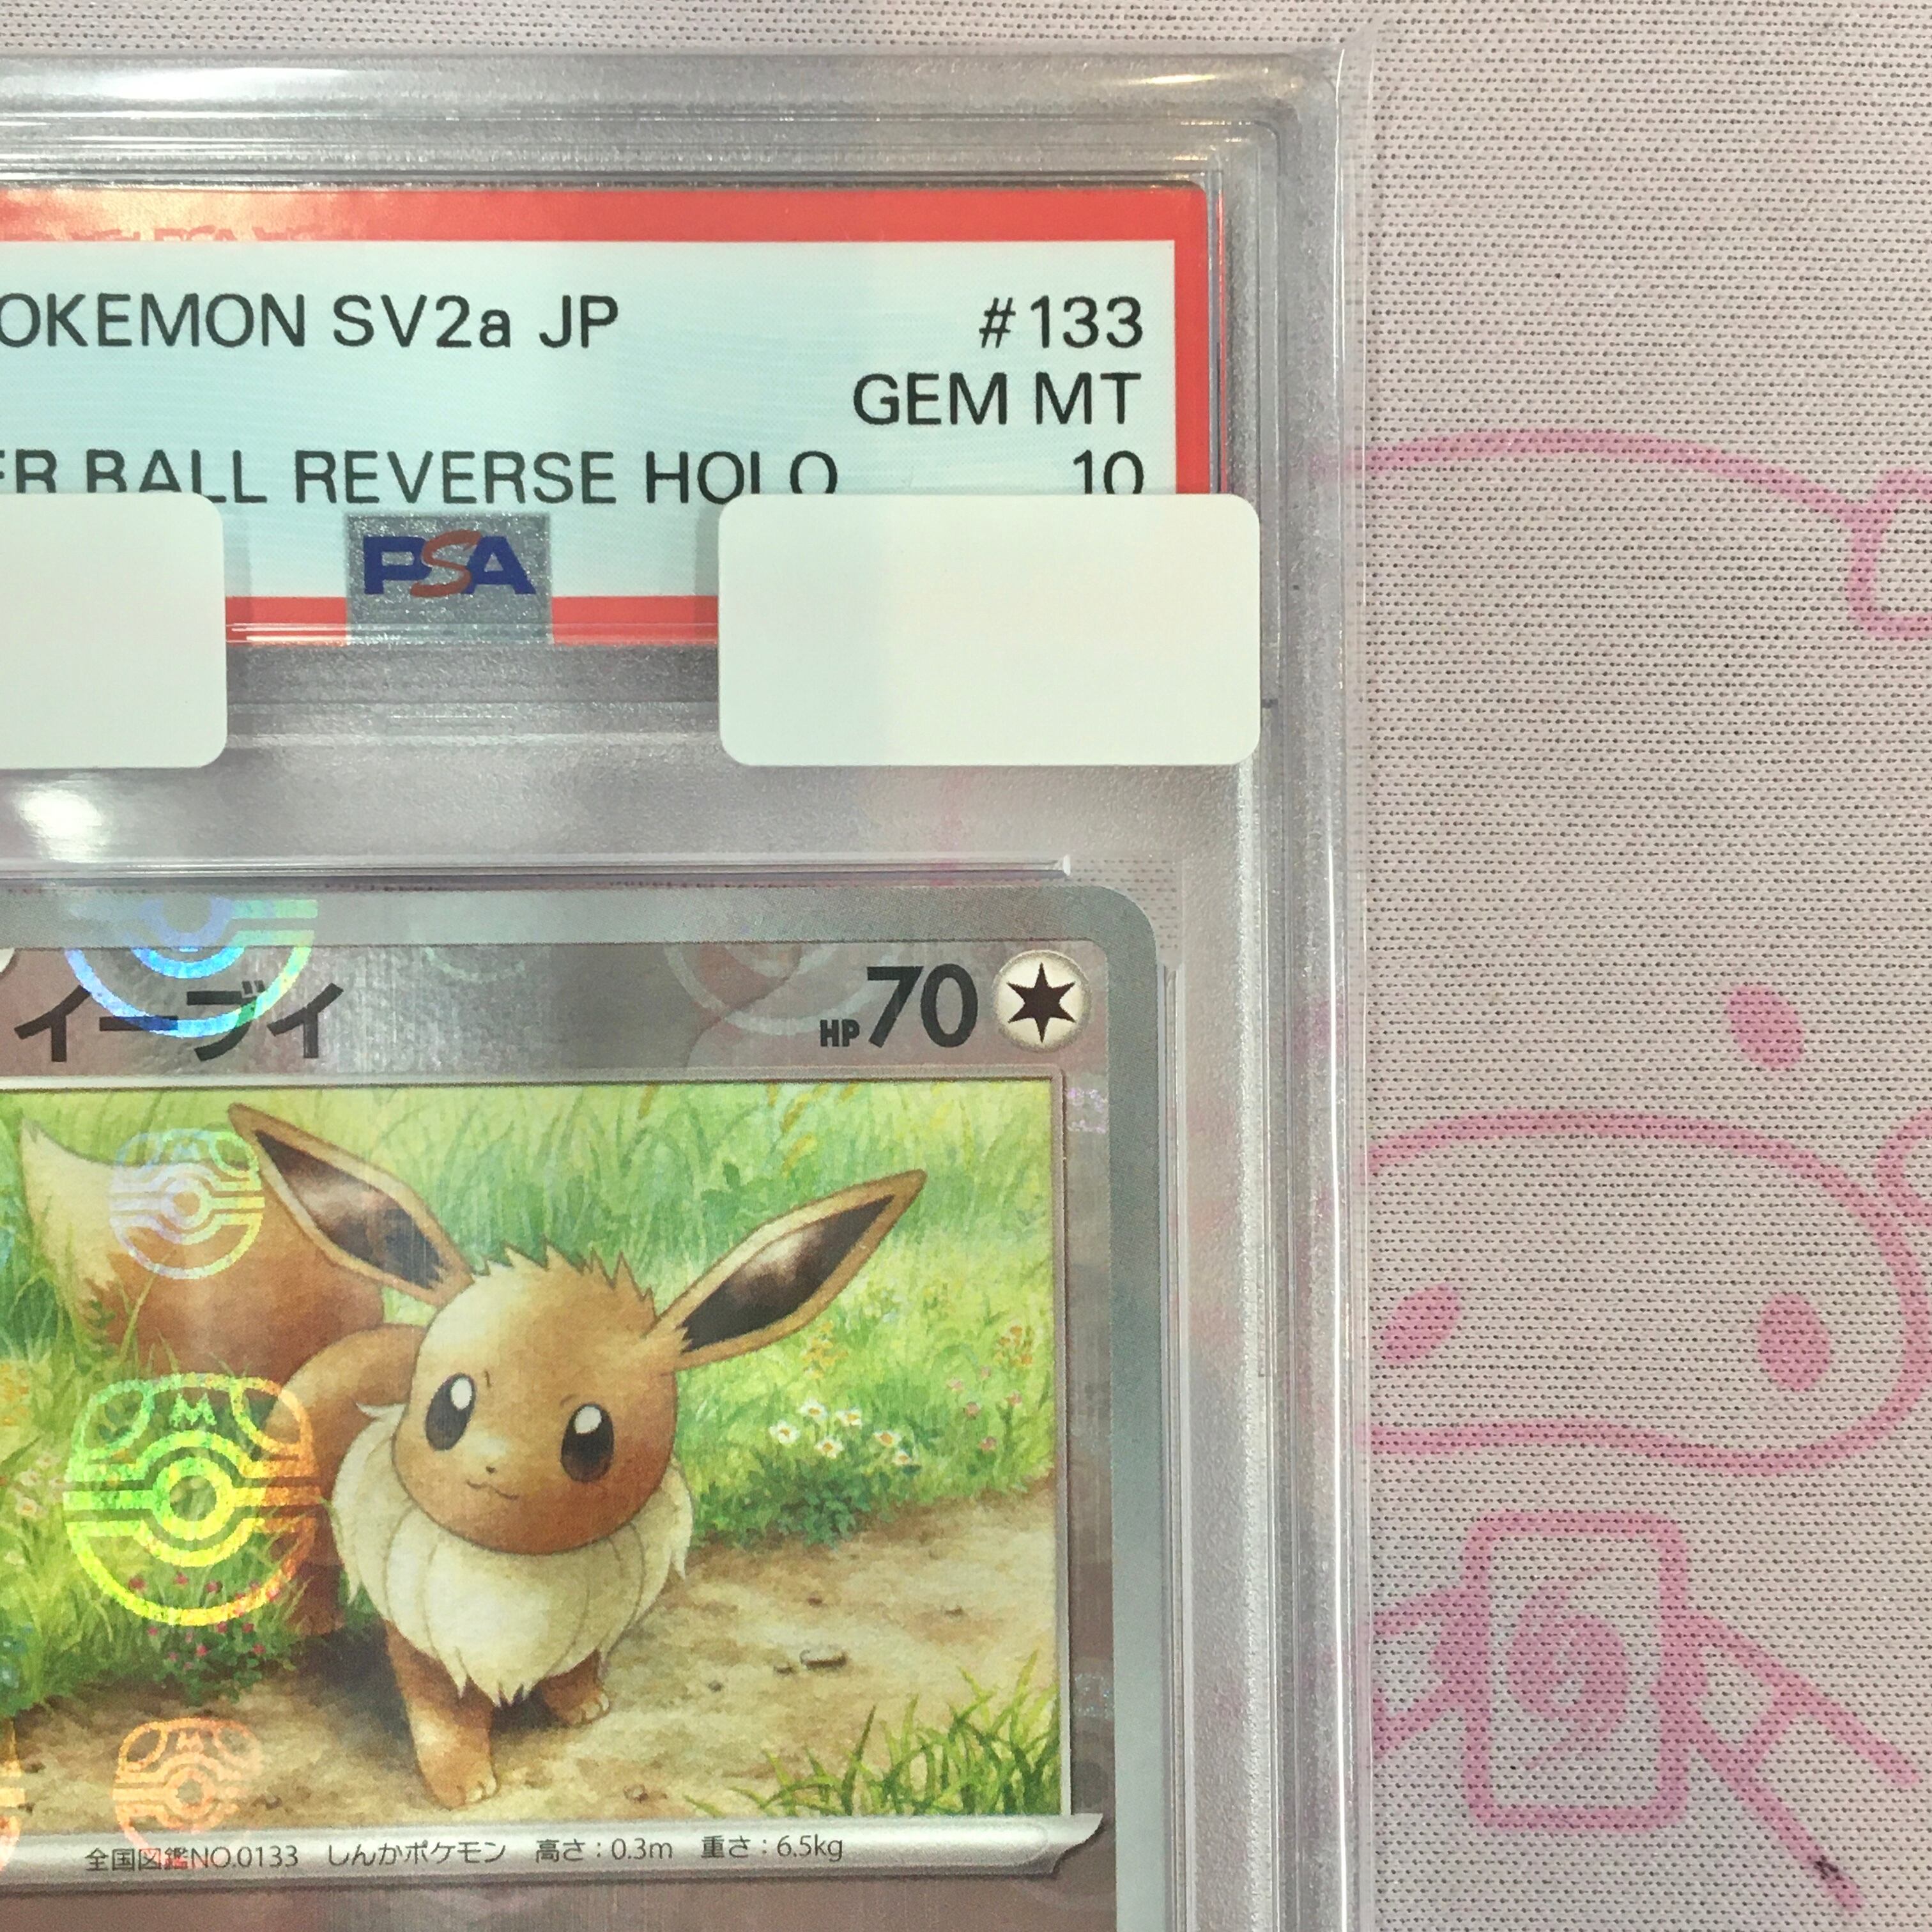 OKEMON SV2a JP #133
GEM MT
ER BALL REVERSE HOLO 10
PSA
イーブイ HP70
全国図鑑NO.0133 しんかポケモン 高さ：0.3m 重さ：6.5kg